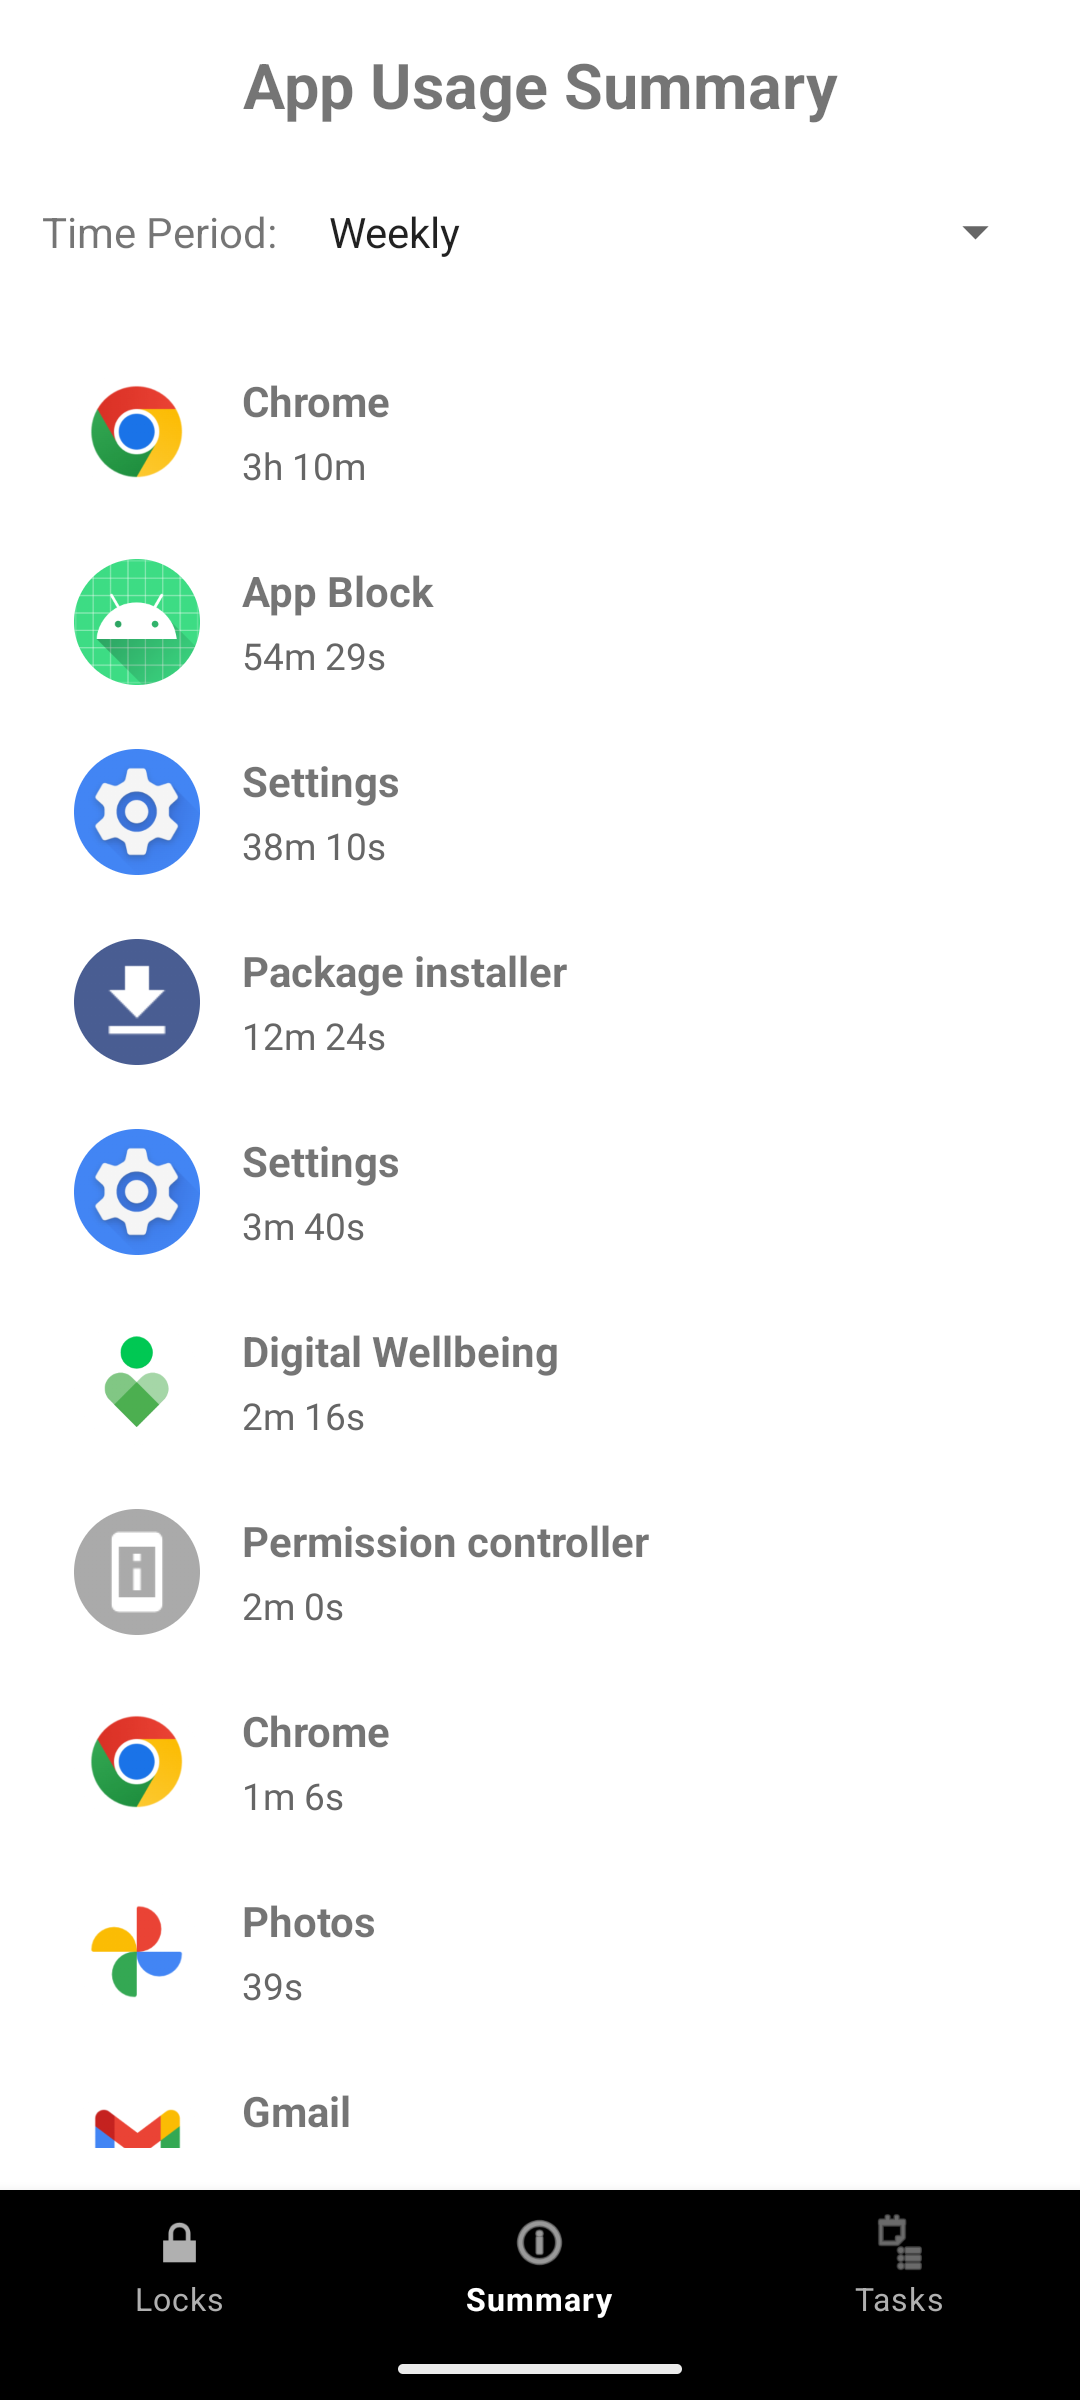 App Usage Summary
Time Period: Weekly
Chrome
3h 10m
App Block
54m 29s
Settings
38m 10s
Package installer
12m 24s
Settings
3m 40s
Digital Wellbeing
2m 16s
Permission controller
2m 0s
Chrome
1m 6s
Photos
39s
Gmail
Locks Summary Tasks